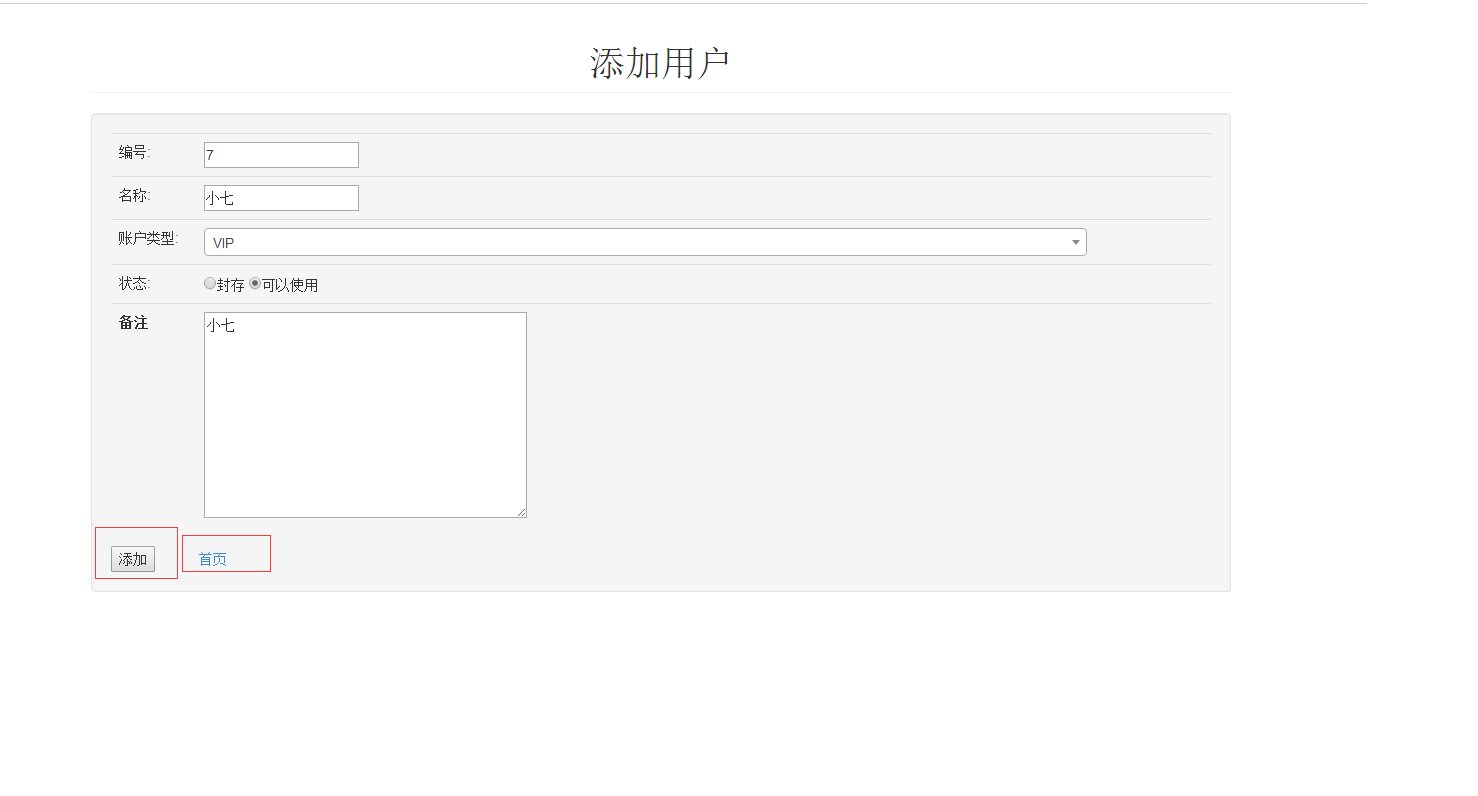 添加用户
编号: 7
名称: 小七
账户类型: VIP
状态: 封存 可以使用
备注 小七
添加 首页